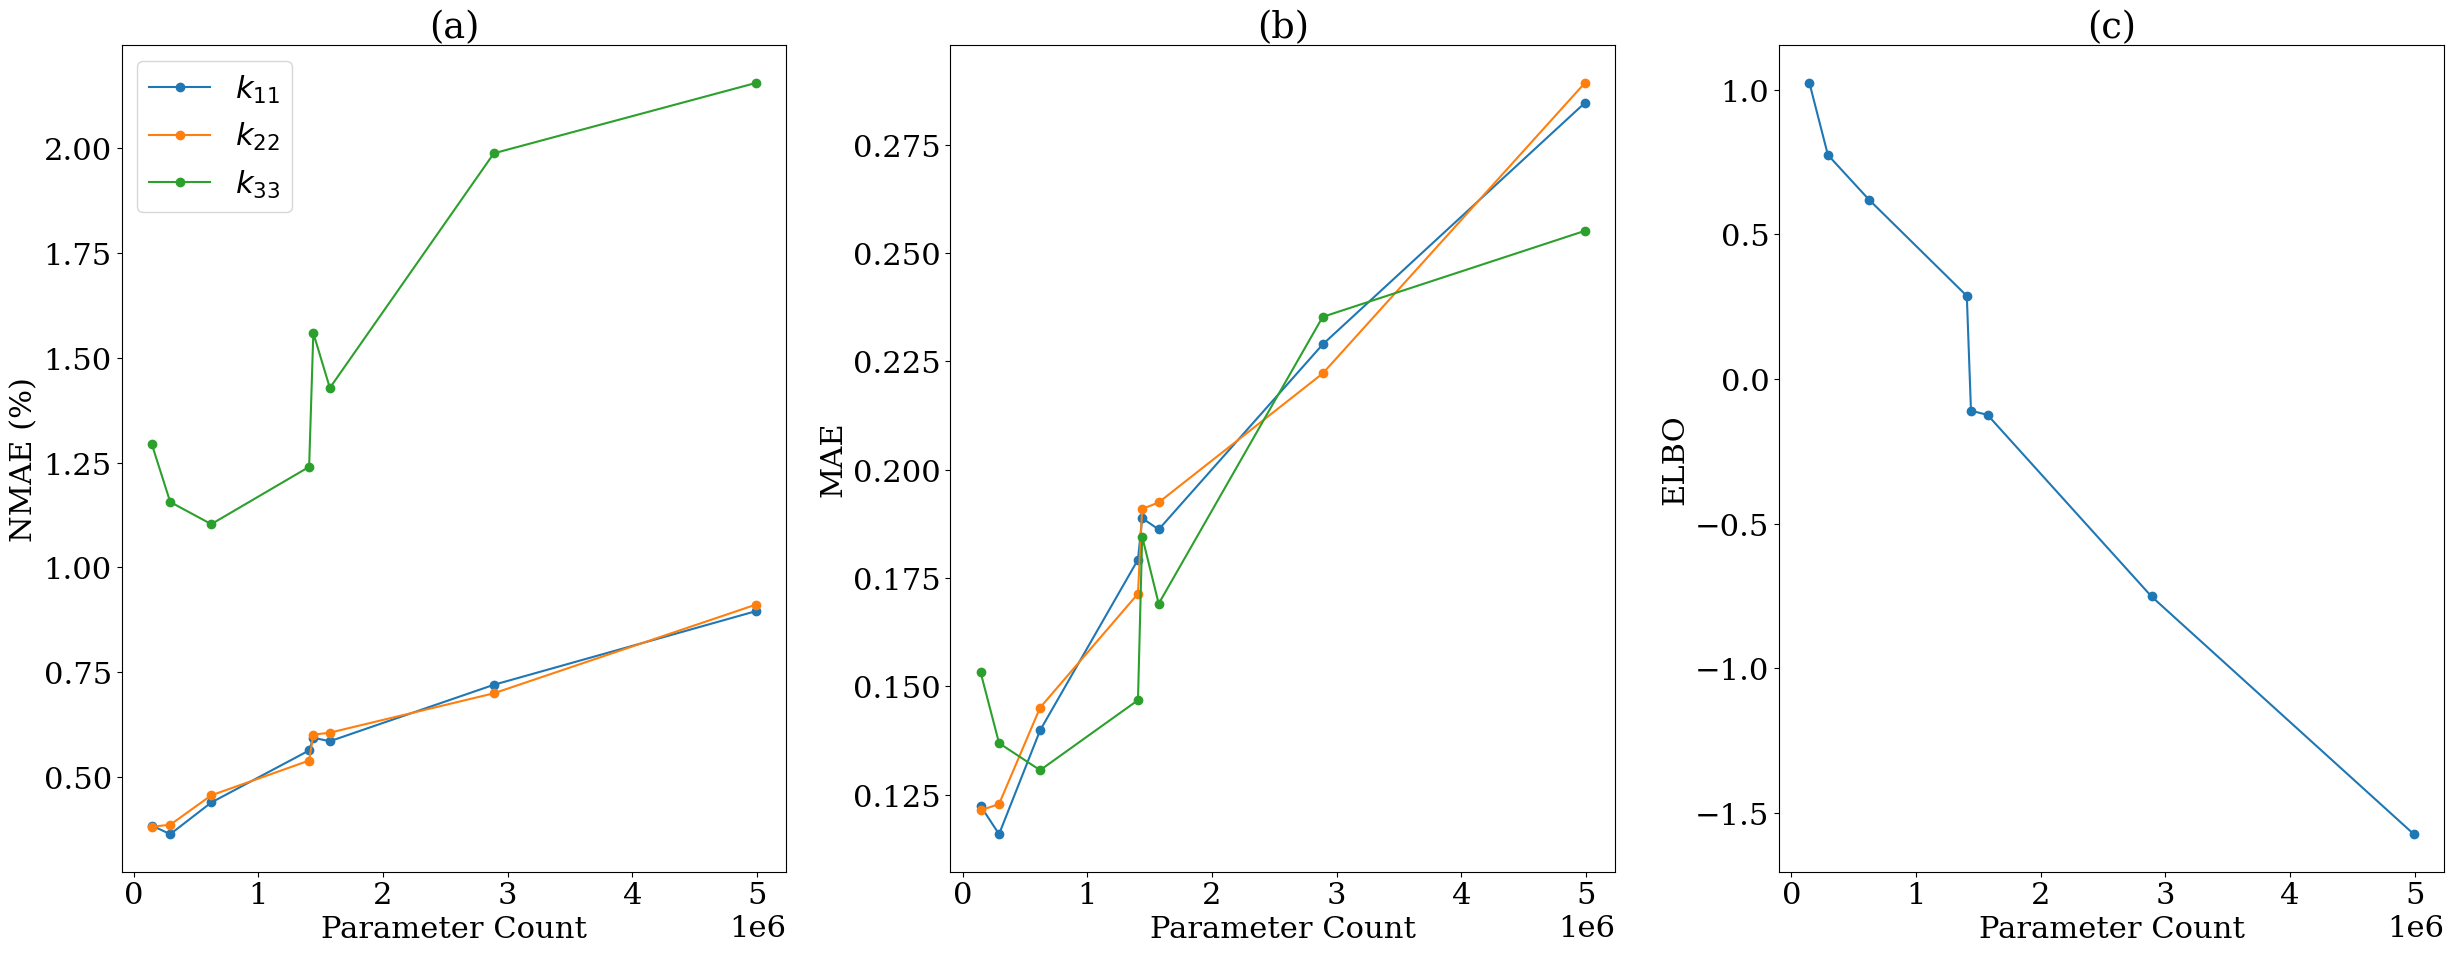 (a)
k11
k22
k33
NMAE (%)
2.00
1.75
1.50
1.25
1.00
0.75
0.50
0 1 2 3 4 5
1e6
Parameter Count
(b)
MAE
0.275
0.250
0.225
0.200
0.175
0.150
0.125
0 1 2 3 4 5
1e6
Parameter Count
(c)
ELBO
1.0
0.5
0.0
−0.5
−1.0
−1.5
0 1 2 3 4 5
1e6
Parameter Count